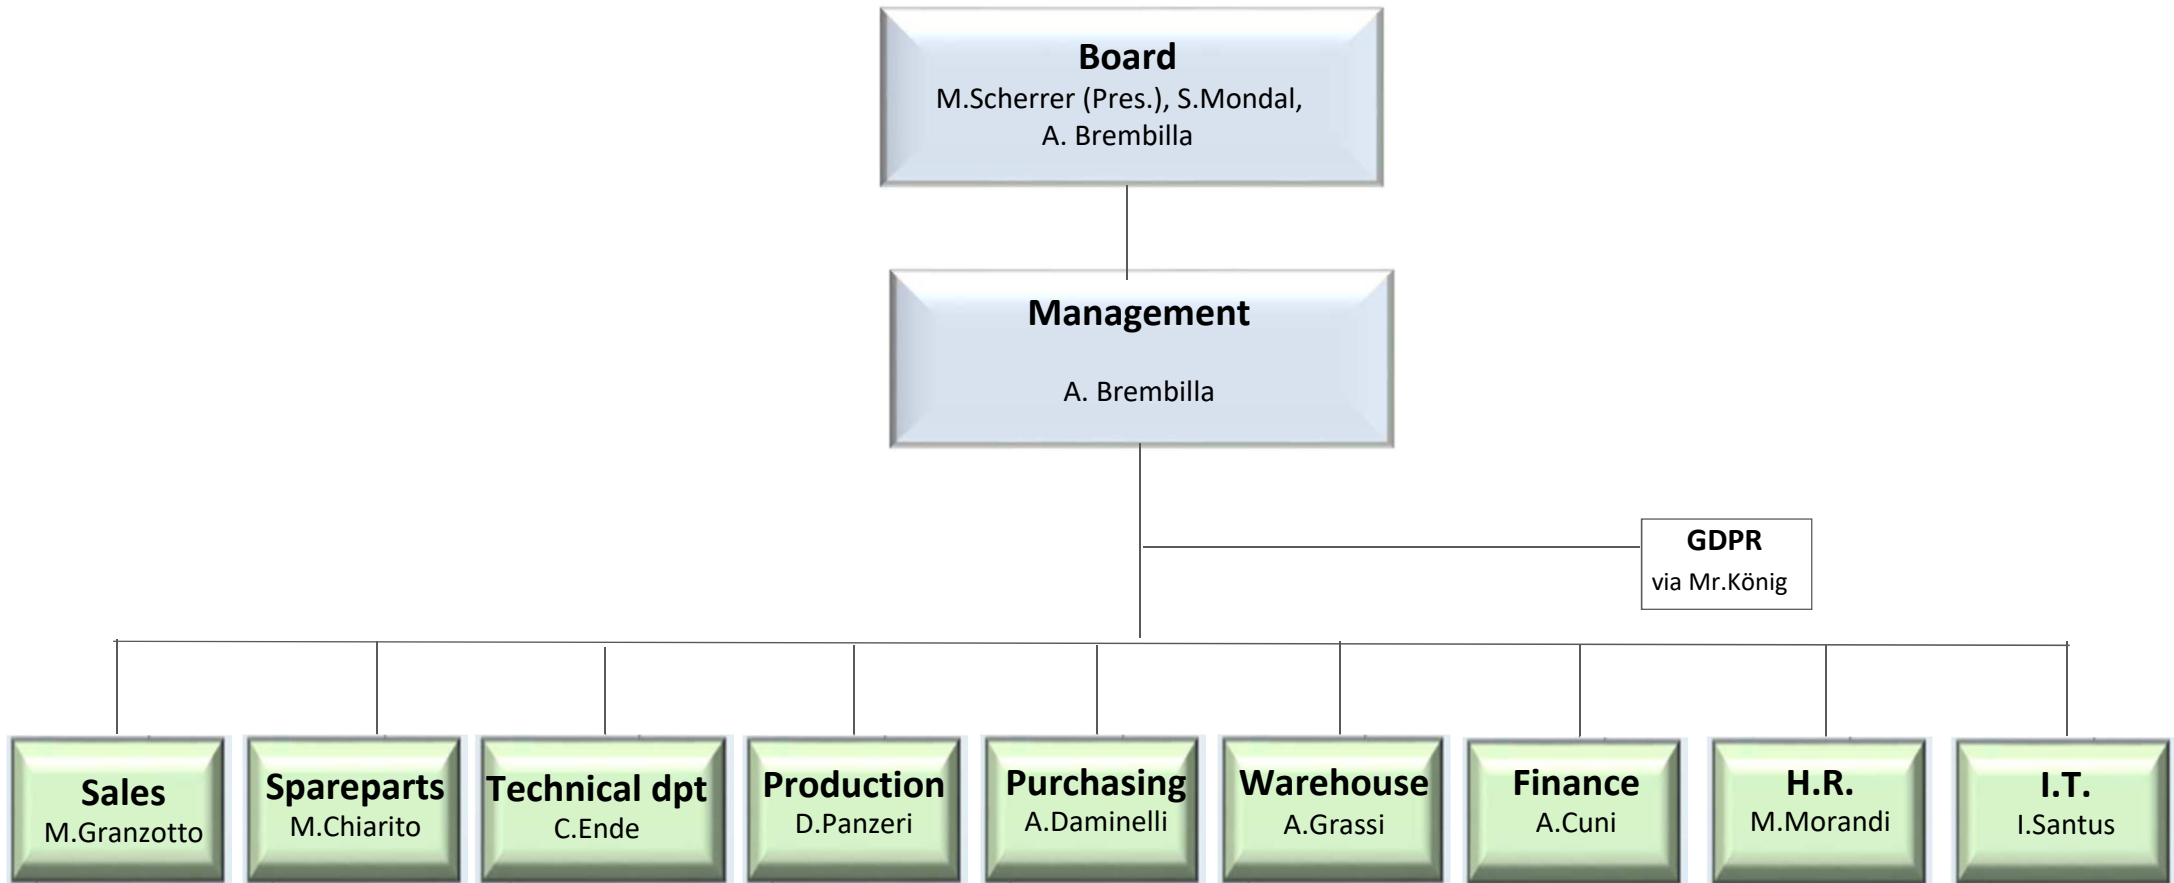 Board
M.Scherrer (Pres.), S.Mondal,
A. Brembilla
Management
A. Brembilla
GDPR
via Mr.König
Sales
M.Granzotto
Spareparts
M.Chiarito
Technical dpt
C.Ende
Production
D.Panzeri
Purchasing
A.Daminelli
Warehouse
A.Grassi
Finance
A.Cuni
H.R.
M.Morandi
I.T.
I.Santus